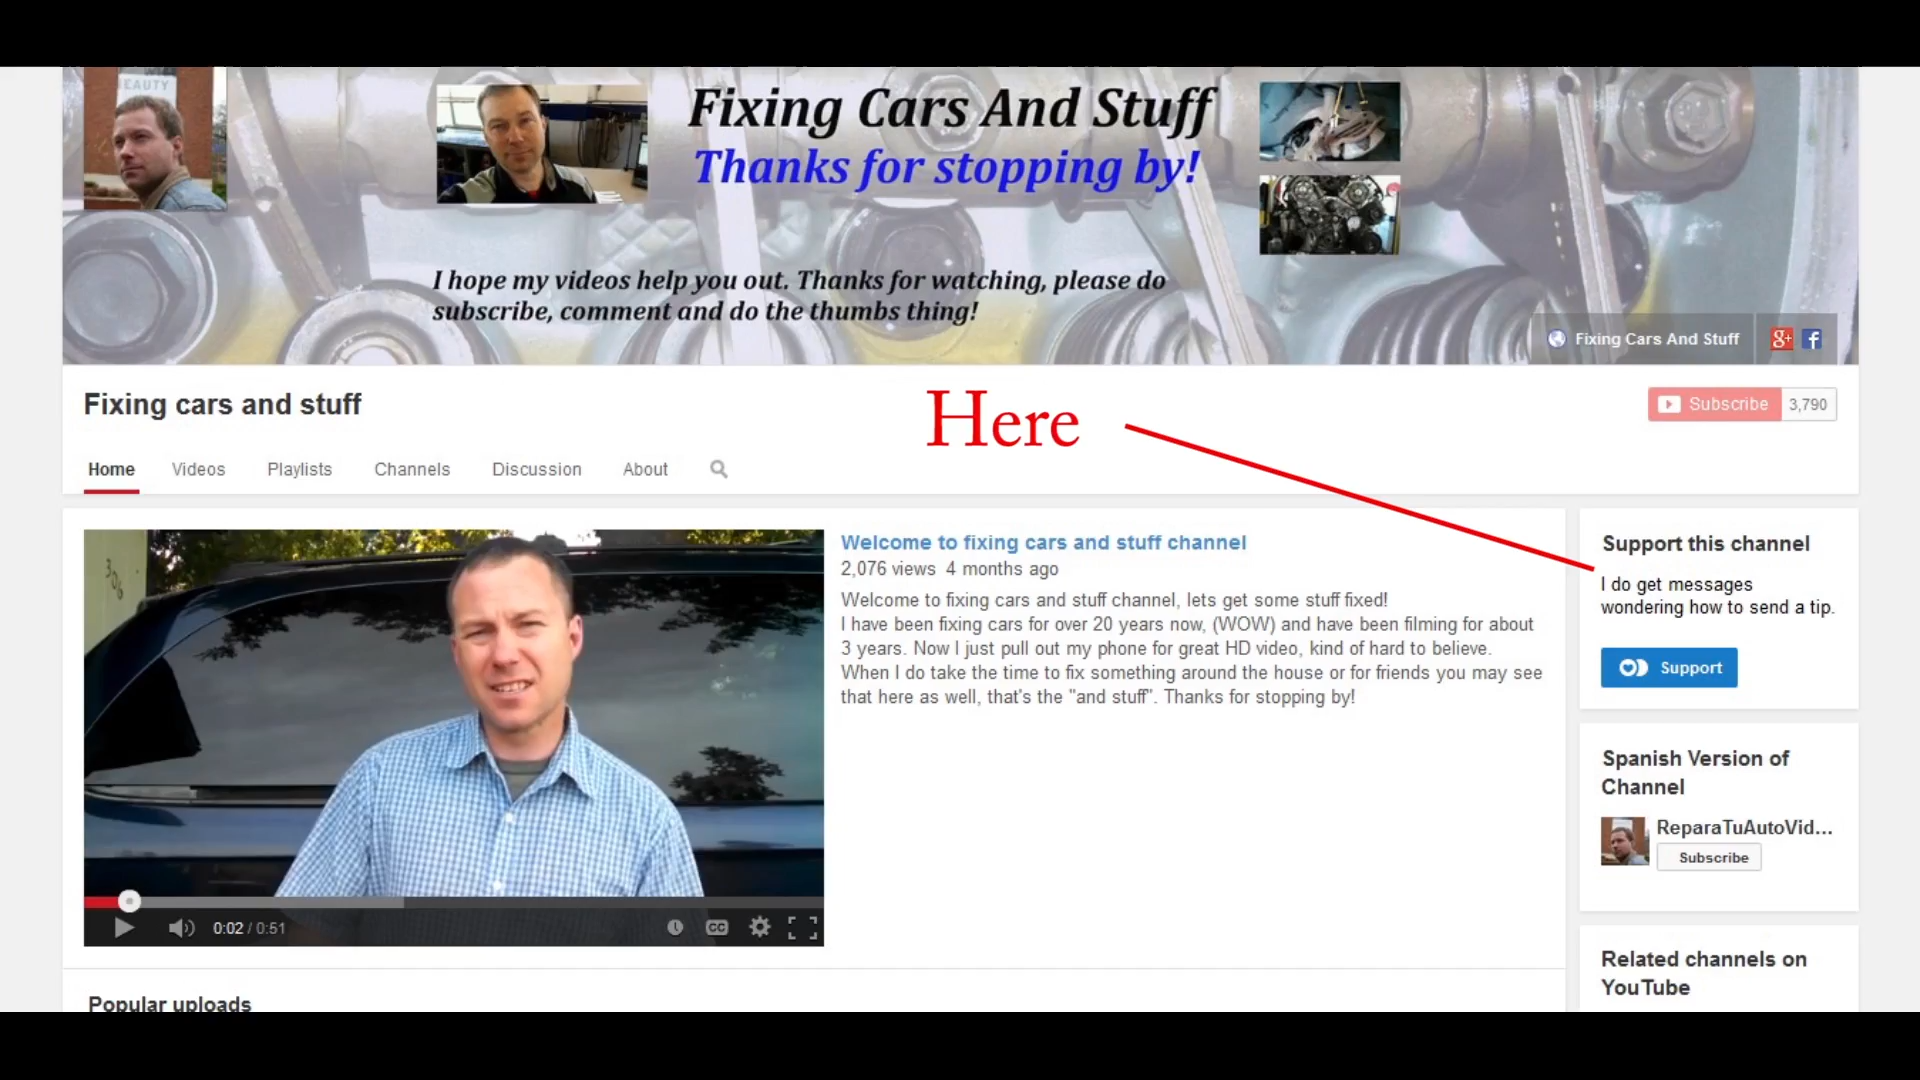 BEAUTY
Fixing Cars And Stuff
Thanks for stopping by!
I hope my videos help you out. Thanks for watching, please do
subscribe, comment and do the thumbs thing!
Fixing Cars And Stuff
g+ f
Fixing cars and stuff
Here
Subscribe 3,790
Home Videos Playlists Channels Discussion About
306
Welcome to fixing cars and stuff channel
2,076 views 4 months ago
Welcome to fixing cars and stuff channel, lets get some stuff fixed!
I have been fixing cars for over 20 years now, (WOW) and have been filming for about
3 years. Now I just pull out my phone for great HD video, kind of hard to believe.
When I do take the time to fix something around the house or for friends you may see
that here as well, that's the "and stuff". Thanks for stopping by!
0:02 / 0:51
CC
Support this channel
I do get messages
wondering how to send a tip.
Support
Spanish Version of
Channel
ReparaTuAutoVid...
Subscribe
Related channels on
YouTube
Popular uploads